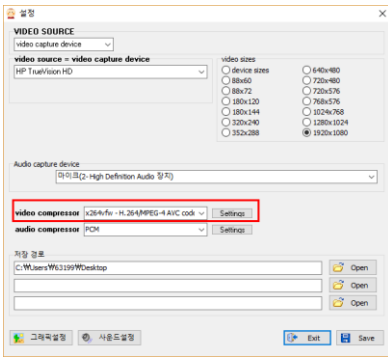 설정
VIDEO SOURCE
video capture device
video source = video capture device
HP TrueVision HD
video sizes
device sizes
88x60
88x72
180x120
180x144
320x240
352x288
640x480
720x480
720x576
768x576
1024x768
1280x1024
1920x1080
Audio capture device
마이크(2- High Definition Audio 장치)
video compressor x264vfw - H.264/MPEG-4 AVC code Settings
audio compressor PCM Settings
저장 경로
C:₩Users₩63199₩Desktop Open
Open
Open
그래픽설정 사운드설정 Exit Save